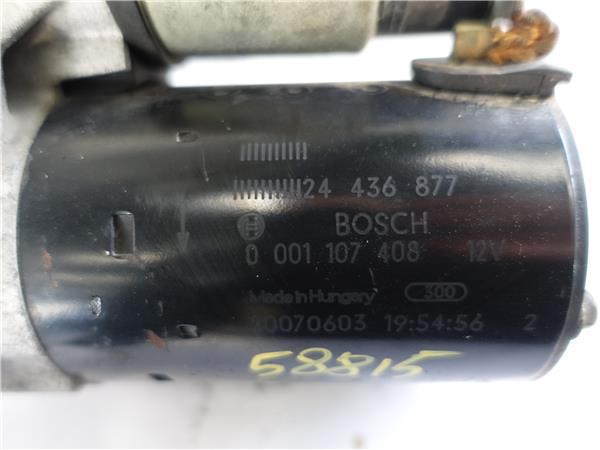 24 436 877
BOSCH
0 001 107 408 12V
Made in Hungary 300
20070603 19:54:56 2
58815